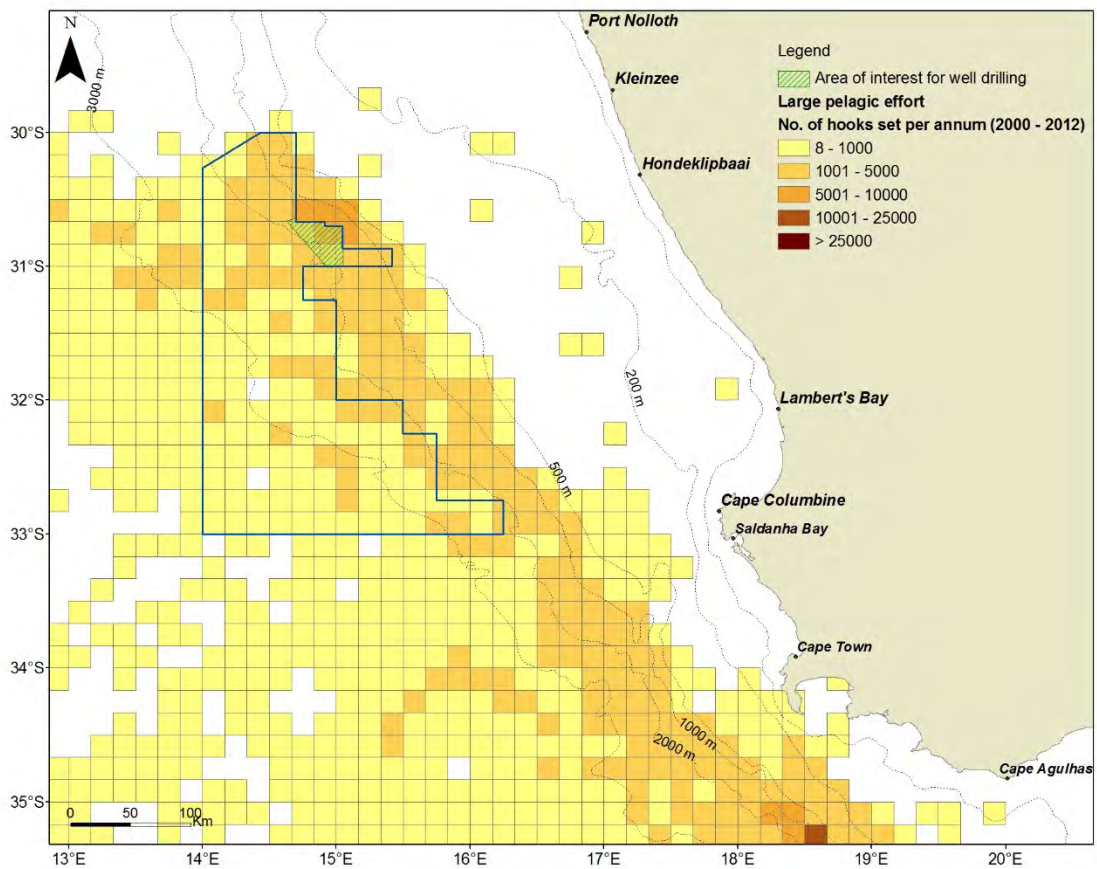 N
Port Nolloth
Legend
Area of interest for well drilling
Large pelagic effort
No. of hooks set per annum (2000 - 2012)
8 - 1000
1001 - 5000
5001 - 10000
10001 - 25000
> 25000
Kleinzee
3000 m
30°S
Hondeklipbaai
31°S
200 m
32°S
Lambert's Bay
500 m
Cape Columbine
Saldanha Bay
33°S
34°S
Cape Town
1000 m
2000 m
Cape Agulhas
35°S
0 50 100
Km
13°E 14°E 15°E 16°E 17°E 18°E 19°E 20°E